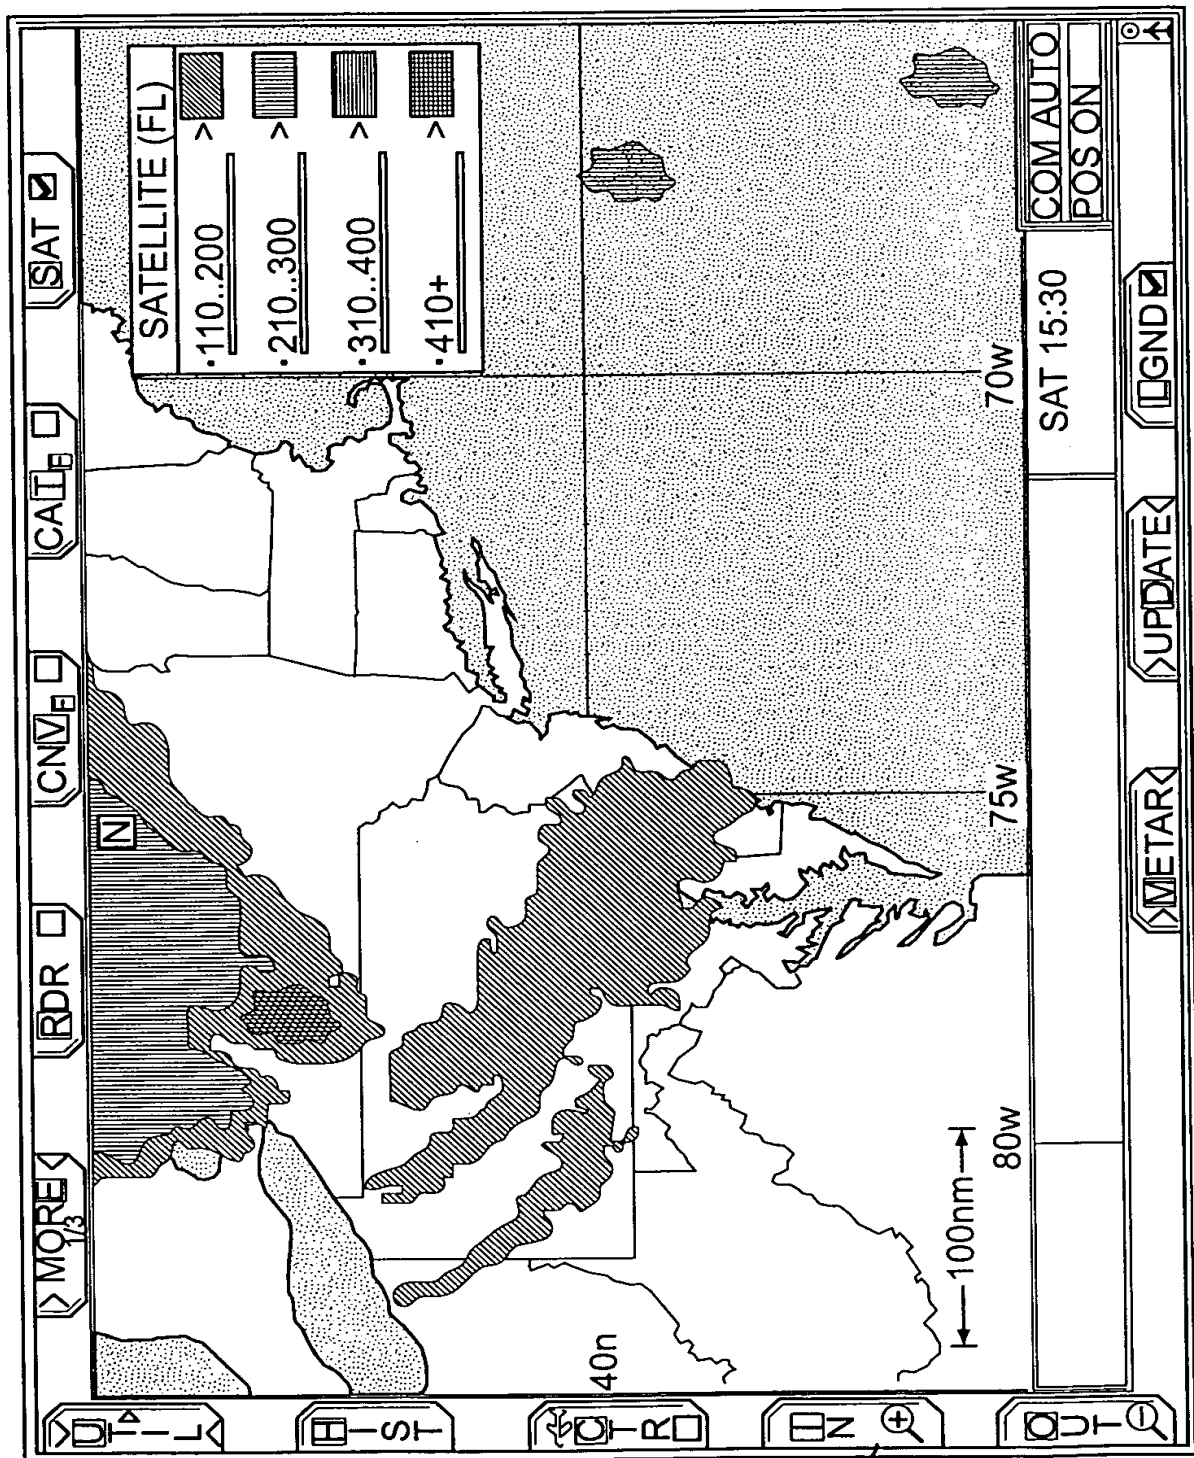 >MORE<
1/3
RDR
CNV F
CAT F
SAT
>UTIL<
HIST
CTR
IN
OUT
N
SATELLITE (FL)
·110..200 >
·210..300 >
·310..400 >
·410+ >
40n
100nm
80w
75w
70w
SAT 15:30
COM AUTO
POS ON
>METAR<
>UPDATE<
LGND